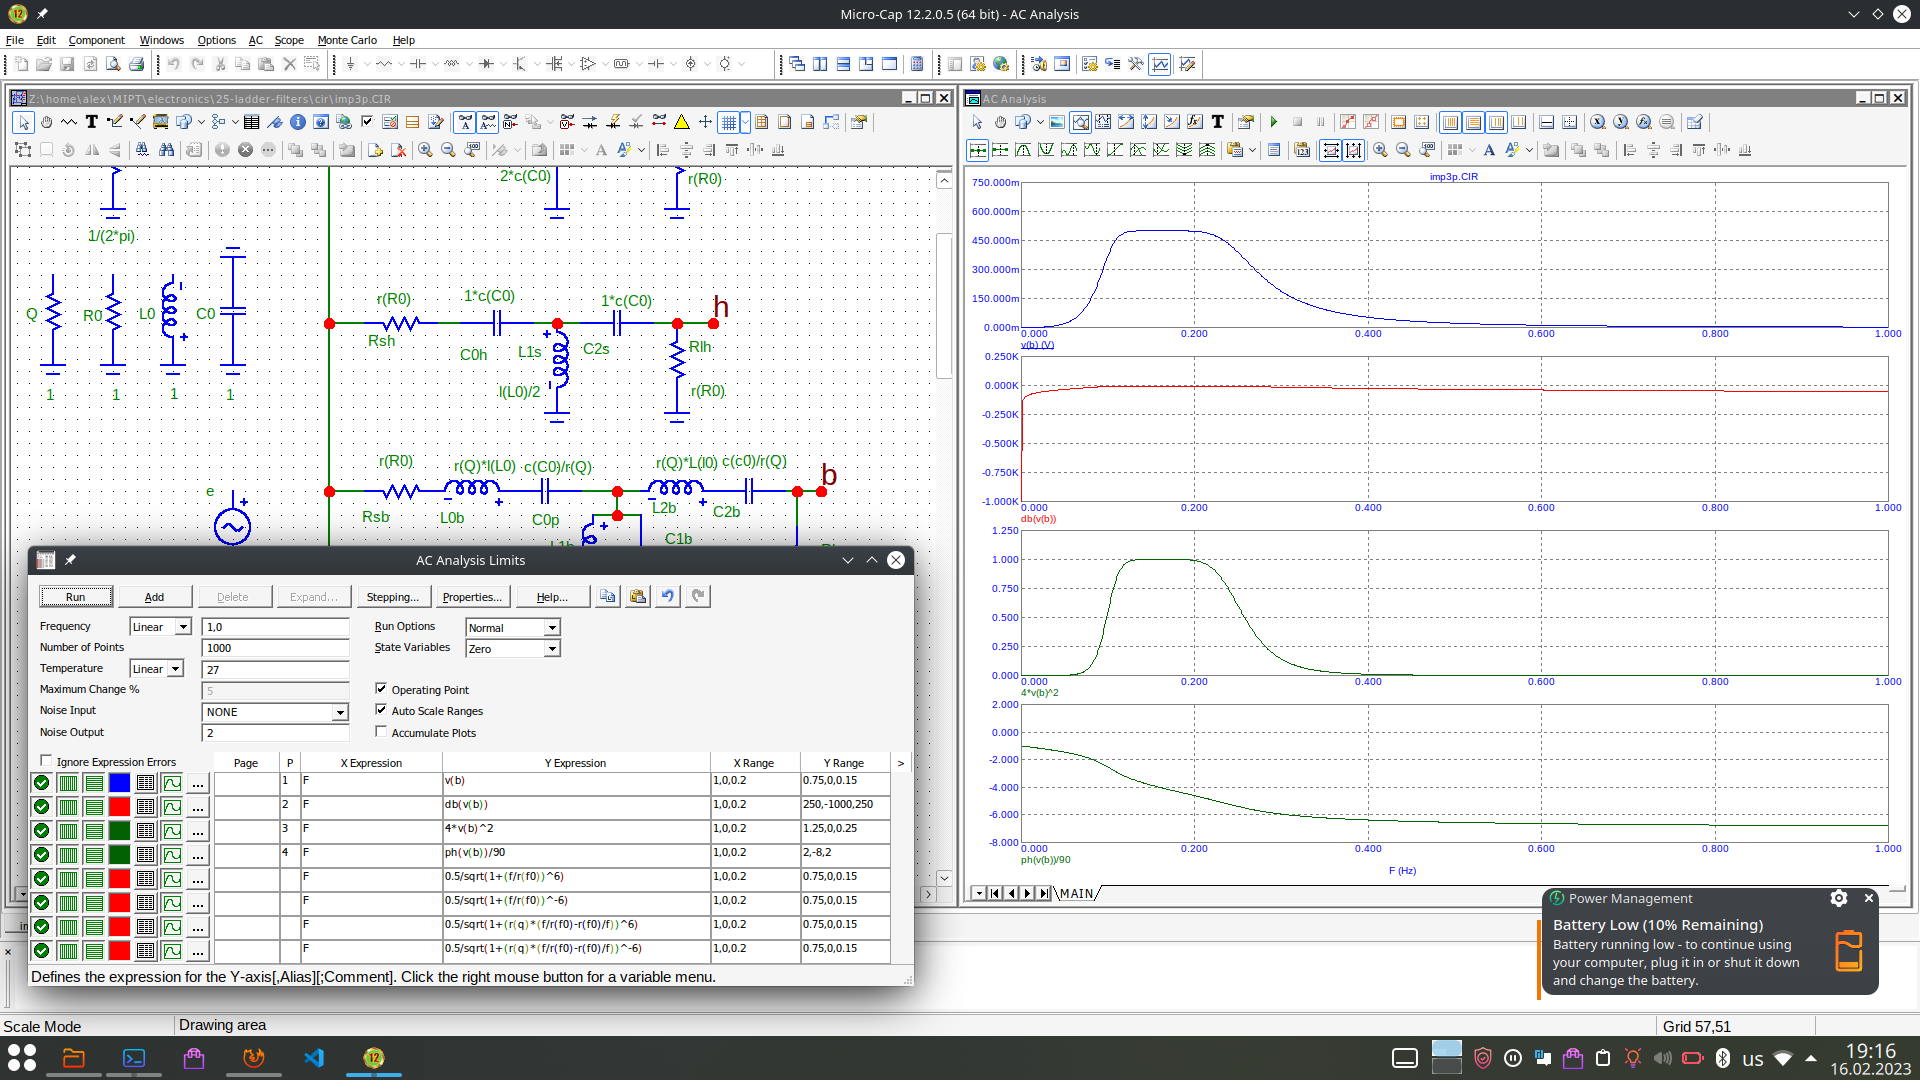 Micro-Cap 12.2.0.5 (64 bit) - AC Analysis
File Edit Component Windows Options AC Scope Monte Carlo Help
Z:\home\alex\MIPT\electronics\25-ladder-filters\cir\imp3p.CIR
AC Analysis
2*c(C0)
r(R0)
1/(2*pi)
r(R0)
1*c(C0)
1*c(C0)
h
Q
R0
L0
C0
Rsh
C0h
L1s
C2s
Rlh
l(L0)/2
r(R0)
1
1
1
1
r(R0)
r(Q)*l(L0)
c(C0)/r(Q)
r(Q)*L(l0)
c(c0)/r(Q)
b
e
Rsb
L0b
C0p
L2b
C2b
C1b
imp3p.CIR
750.000m
600.000m
450.000m
300.000m
150.000m
0.000m
0.000 0.200 0.400 0.600 0.800 1.000
v(b) (V)
0.250K
0.000K
-0.250K
-0.500K
-0.750K
-1.000K
0.000 0.200 0.400 0.600 0.800 1.000
db(v(b))
1.250
1.000
0.750
0.500
0.250
0.000
0.000 0.200 0.400 0.600 0.800 1.000
4*v(b)^2
2.000
0.000
-2.000
-4.000
-6.000
-8.000
0.000 0.200 0.400 0.600 0.800 1.000
ph(v(b))/90
F (Hz)
MAIN
AC Analysis Limits
Run Add Delete Expand... Stepping... Properties... Help...
Frequency Linear 1,0 Run Options Normal
Number of Points 1000 State Variables Zero
Temperature Linear 27
Maximum Change % 5 Operating Point
Noise Input NONE Auto Scale Ranges
Noise Output 2 Accumulate Plots
Ignore Expression Errors Page P X Expression Y Expression X Range Y Range >
... 1 F v(b) 1,0,0.2 0.75,0,0.15
... 2 F db(v(b)) 1,0,0.2 250,-1000,250
... 3 F 4*v(b)^2 1,0,0.2 1.25,0,0.25
... 4 F ph(v(b))/90 1,0,0.2 2,-8,2
... F 0.5/sqrt(1+(f/r(f0))^6) 1,0,0.2 0.75,0,0.15
... F 0.5/sqrt(1+(f/r(f0))^-6) 1,0,0.2 0.75,0,0.15
... F 0.5/sqrt(1+(r(q)*(f/r(f0)-r(f0)/f))^6) 1,0,0.2 0.75,0,0.15
... F 0.5/sqrt(1+(r(q)*(f/r(f0)-r(f0)/f))^-6) 1,0,0.2 0.75,0,0.15
Defines the expression for the Y-axis[,Alias][;Comment]. Click the right mouse button for a variable menu.
Power Management
Battery Low (10% Remaining)
Battery running low - to continue using
your computer, plug it in or shut it down
and change the battery.
Scale Mode Drawing area Grid 57,51
us
19:16
16.02.2023